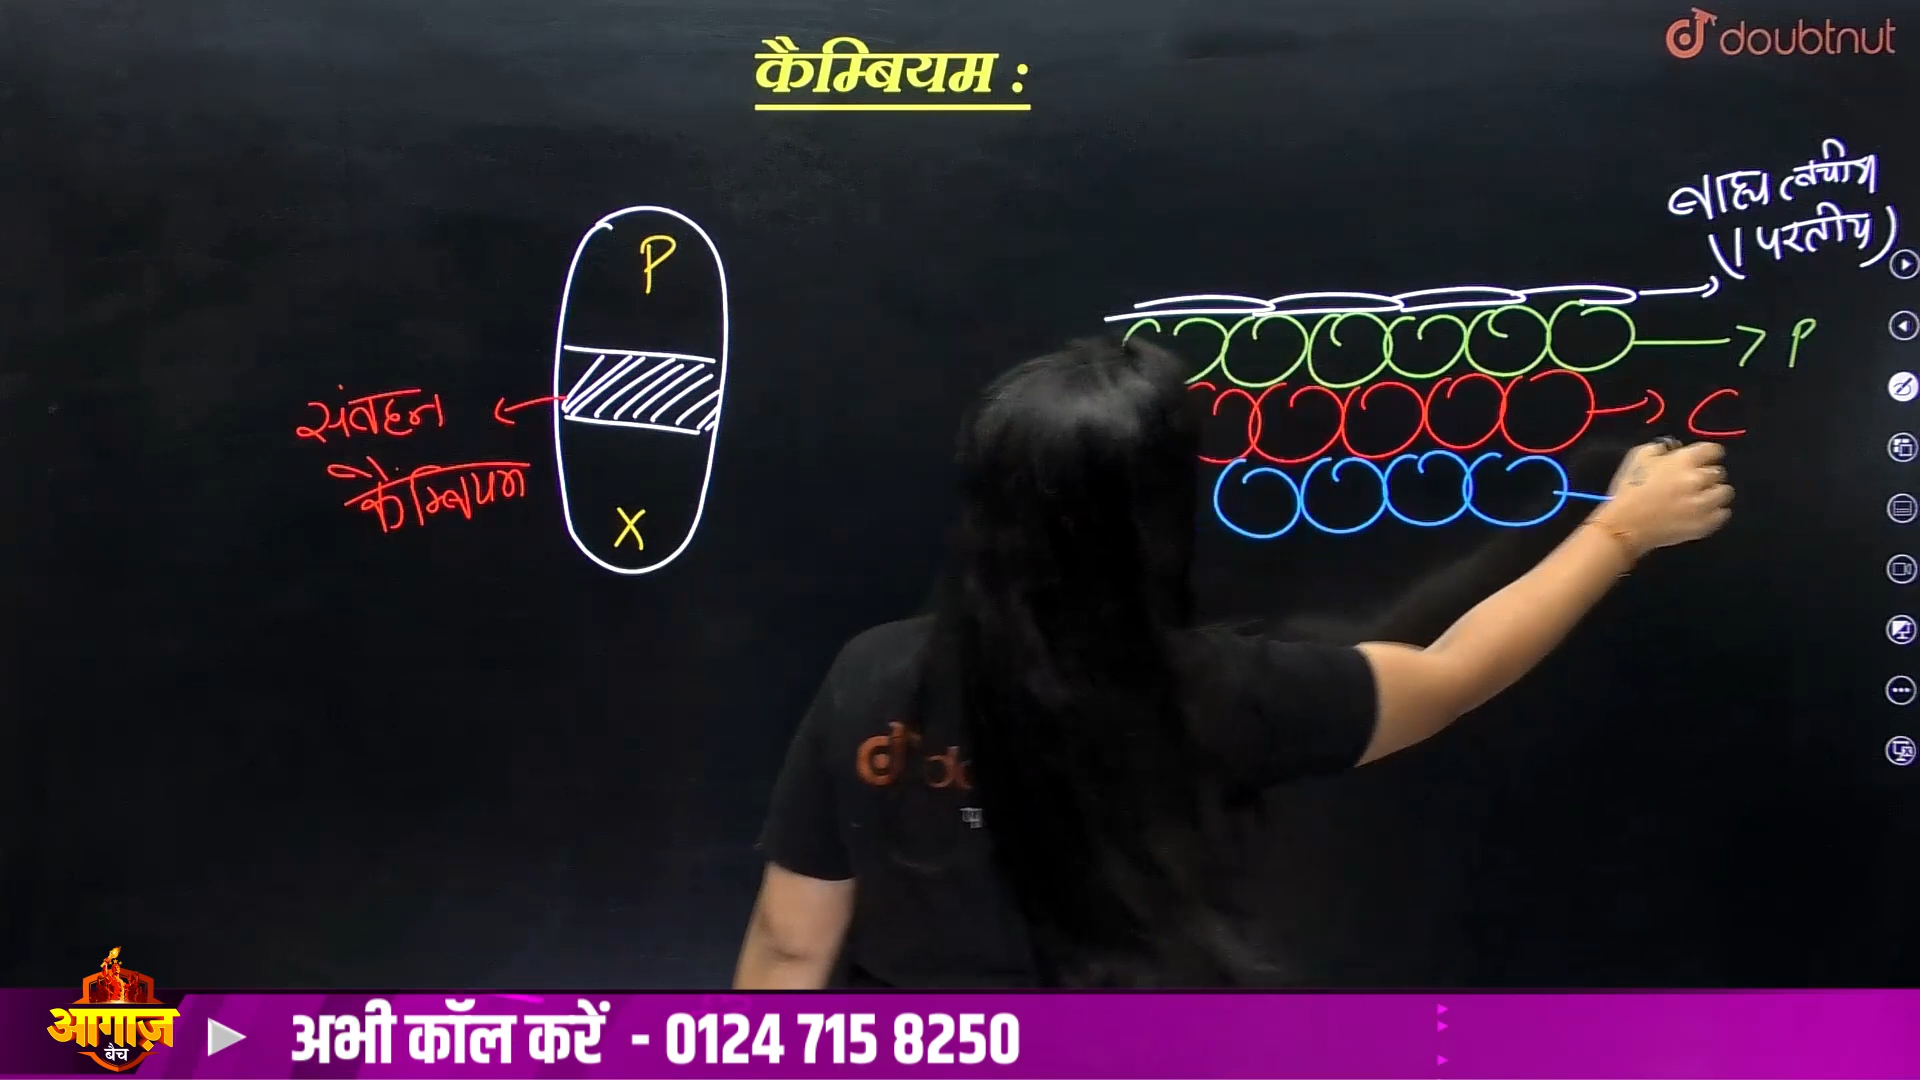 doubtnut
कैम्बियम :
बाह्य त्वचीय
(1 परतीय)
P
P
संवहन
C
कैम्बियम
X
आगाज़
बैच
अभी कॉल करें - 0124 715 8250